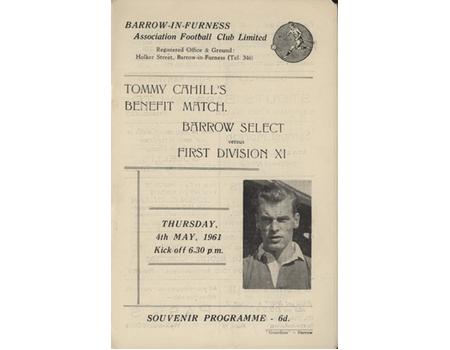 BARROW-IN-FURNESS
Association Football Club Limited
Registered Office & Ground:
Holker Street, Barrow-in-Furness (Tel. 346)
TOMMY CAHILL'S
BENEFIT MATCH.
BARROW SELECT
versus
FIRST DIVISION XI
THURSDAY,
4th MAY, 1961
Kick off 6.30 p.m.
SOUVENIR PROGRAMME - 6d.
"Guardian" - Barrow